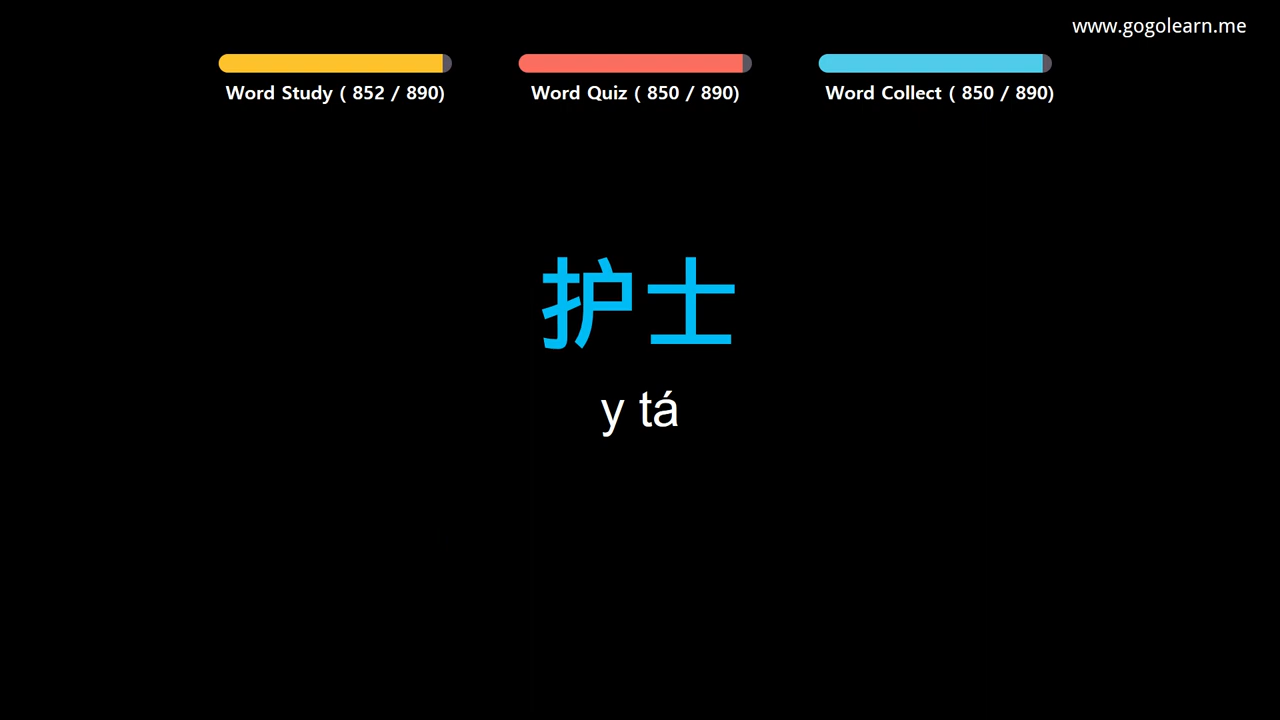 www.gogolearn.me
Word Study ( 852 / 890)
Word Quiz ( 850 / 890)
Word Collect ( 850 / 890)
护士
y tá